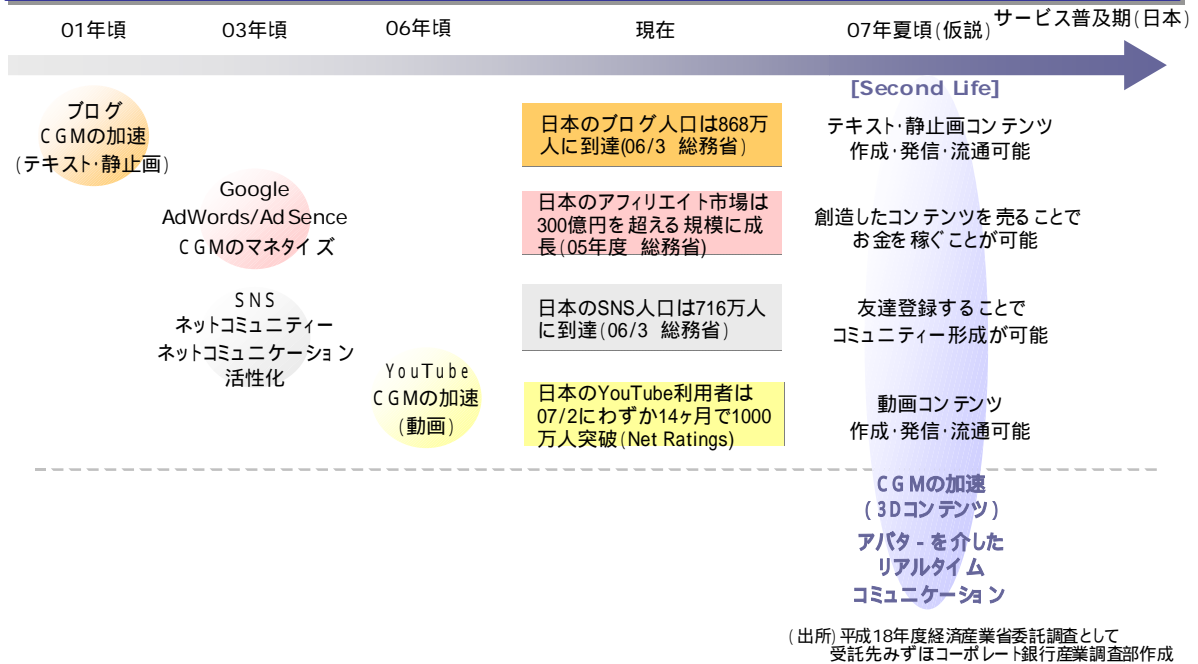 01年頃
03年頃
06年頃
現在
07年夏頃(仮説)
サービス普及期(日本)
ブログ
CGMの加速
(テキスト・静止画)
Google
AdWords/Ad Sence
CGMのマネタイズ
SNS
ネットコミュニティー
ネットコミュニケーション
活性化
YouTube
CGMの加速
(動画)
日本のブログ人口は868万
人に到達(06/3 総務省)
日本のアフィリエイト市場は
300億円を超える規模に成
長(05年度 総務省)
日本のSNS人口は716万人
に到達(06/3 総務省)
日本のYouTube利用者は
07/2にわずか14ヶ月で1000
万人突破(Net Ratings)
[Second Life]
テキスト・静止画コンテンツ
作成・発信・流通可能
創造したコンテンツを売ることで
お金を稼ぐことが可能
友達登録することで
コミュニティー形成が可能
動画コンテンツ
作成・発信・流通可能
CGMの加速
(3Dコンテンツ)
アバタ-を介した
リアルタイム
コミュニケーション
(出所)平成18年度経済産業省委託調査として
受託先みずほコーポレート銀行産業調査部作成